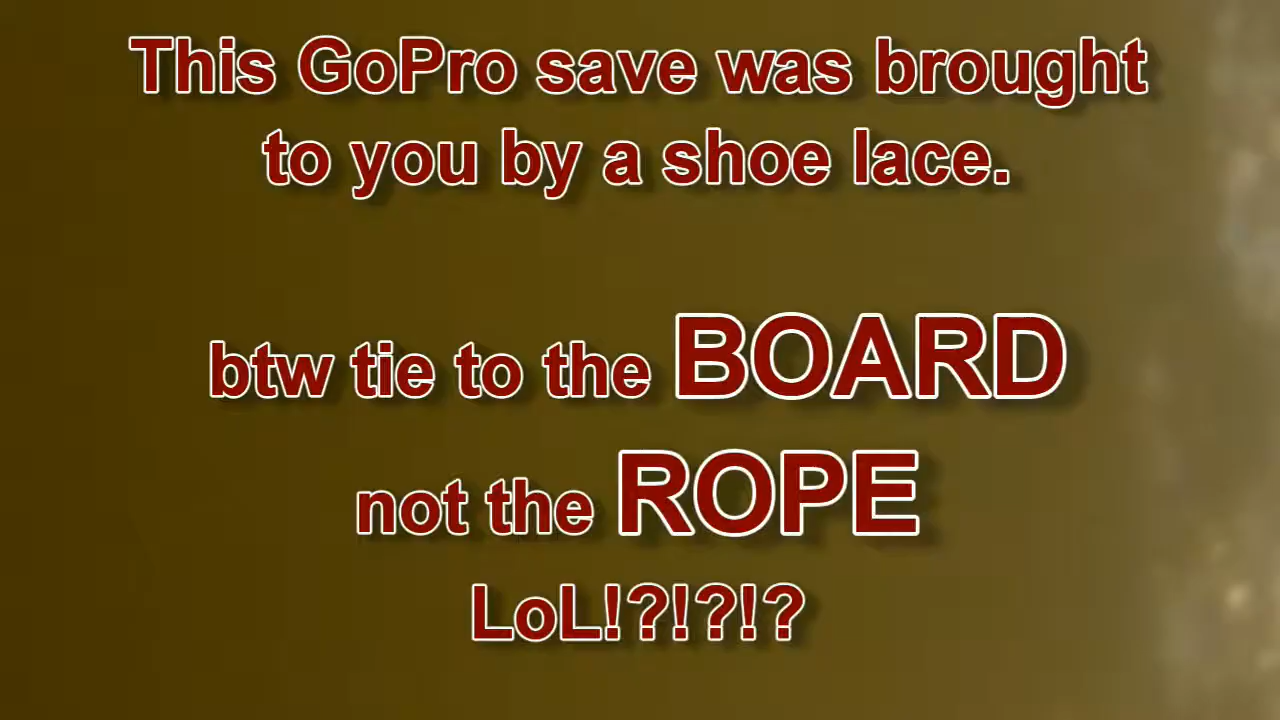 This GoPro save was brought
to you by a shoe lace.
btw tie to the BOARD
not the ROPE
LoL!?!?!?